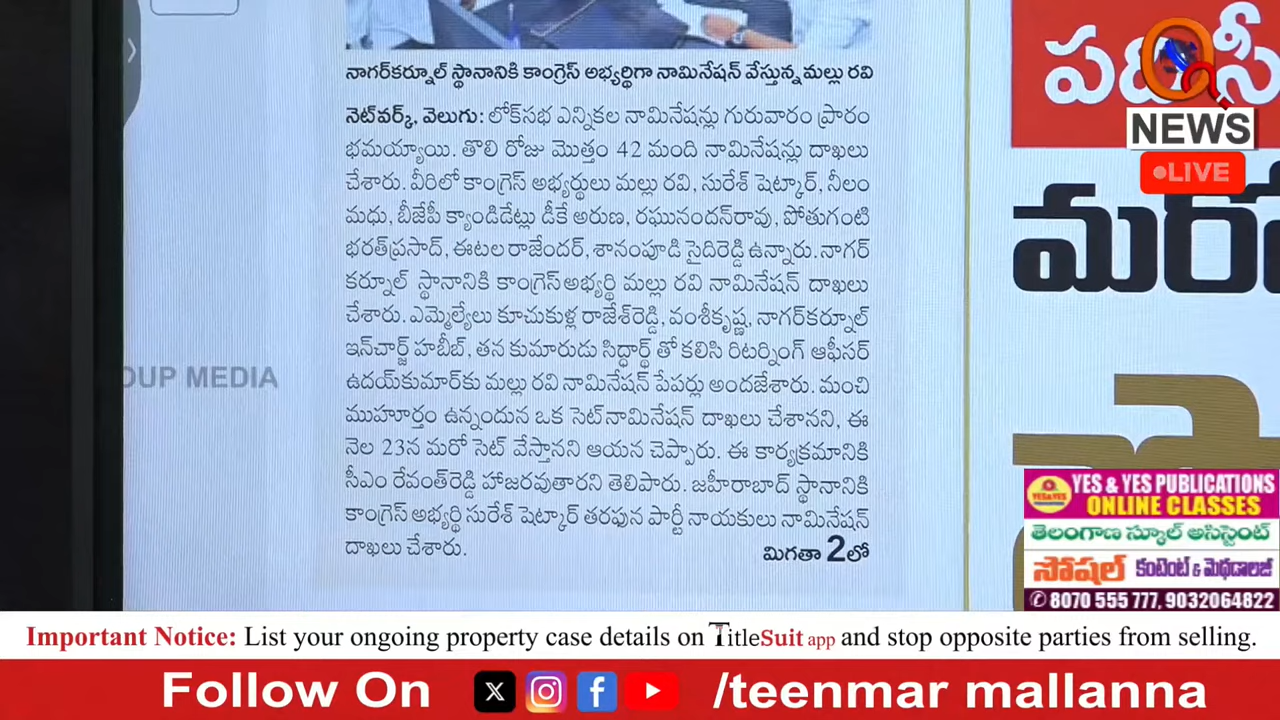 నాగర్‌కర్నూల్ స్థానానికి కాంగ్రెస్ అభ్యర్థిగా నామినేషన్ వేస్తున్న మల్లు రవి
నెట్‌వర్క్, వెలుగు: లోక్‌సభ ఎన్నికల నామినేషన్లు గురువారం ప్రారం
భమయ్యాయి. తొలి రోజు మొత్తం 42 మంది నామినేషన్లు దాఖలు
చేశారు. వీరిలో కాంగ్రెస్ అభ్యర్థులు మల్లు రవి, సురేశ్ షెట్కార్, నీలం
మధు, బీజేపీ క్యాండిడేట్లు డీకే అరుణ, రఘునందన్‌రావు, పోతుగంటి
భరత్‌ప్రసాద్, ఈటల రాజేందర్, శానంపూడి సైదిరెడ్డి ఉన్నారు. నాగర్
కర్నూల్ స్థానానికి కాంగ్రెస్ అభ్యర్థి మల్లు రవి నామినేషన్ దాఖలు
చేశారు. ఎమ్మెల్యేలు కూచుకుళ్ల రాజేశ్‌రెడ్డి, వంశీకృష్ణ, నాగర్‌కర్నూల్
ఇన్‌చార్జ్ హబీబ్, తన కుమారుడు సిద్ధార్థ్ తో కలిసి రిటర్నింగ్ ఆఫీసర్
ఉదయ్‌కుమార్‌కు మల్లు రవి నామినేషన్ పేపర్లు అందజేశారు. మంచి
ముహూర్తం ఉన్నందున ఒక సెట్ నామినేషన్ దాఖలు చేశానని, ఈ
నెల 23న మరో సెట్ వేస్తానని ఆయన చెప్పారు. ఈ కార్యక్రమానికి
సీఎం రేవంత్‌రెడ్డి హాజరవుతారని తెలిపారు. జహీరాబాద్ స్థానానికి
కాంగ్రెస్ అభ్యర్థి సురేశ్ షెట్కార్ తరఫున పార్టీ నాయకులు నామినేషన్
దాఖలు చేశారు.
మిగతా 2లో
OUP MEDIA
Q
NEWS
LIVE
YES & YES PUBLICATIONS
ONLINE CLASSES
తెలంగాణ స్కూల్ అసిస్టెంట్
సోషల్ కంటెంట్ & మెథడాలజీ
8070 555 777, 9032064822
Important Notice: List your ongoing property case details on TitleSuit app and stop opposite parties from selling.
Follow On /teenmar mallanna